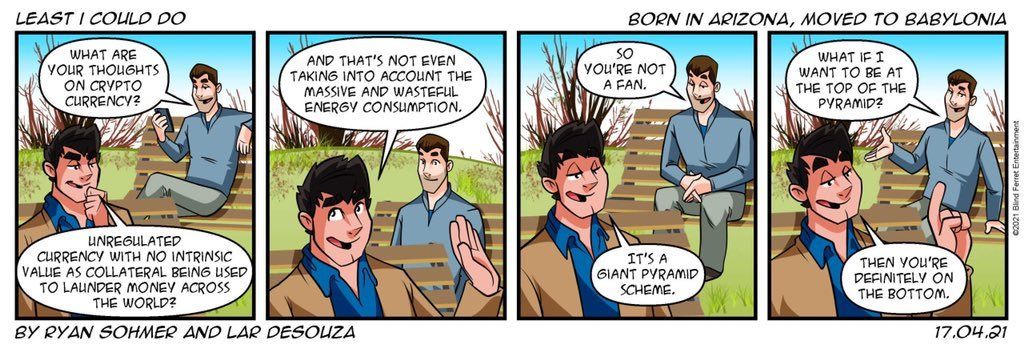 LEAST I COULD DO
BORN IN ARIZONA, MOVED TO BABYLONIA
WHAT ARE
YOUR THOUGHTS
ON CRYPTO
CURRENCY?
UNREGULATED
CURRENCY WITH NO INTRINSIC
VALUE AS COLLATERAL BEING USED
TO LAUNDER MONEY ACROSS
THE WORLD?
AND THAT'S NOT EVEN
TAKING INTO ACCOUNT THE
MASSIVE AND WASTEFUL
ENERGY CONSUMPTION.
SO
YOU'RE NOT
A FAN.
IT'S A
GIANT PYRAMID
SCHEME.
WHAT IF I
WANT TO BE AT
THE TOP OF THE
PYRAMID?
THEN YOU'RE
DEFINITELY ON
THE BOTTOM.
©2021 Blind Ferret Entertainment
BY RYAN SOHMER AND LAR DESOUZA
17.04.21